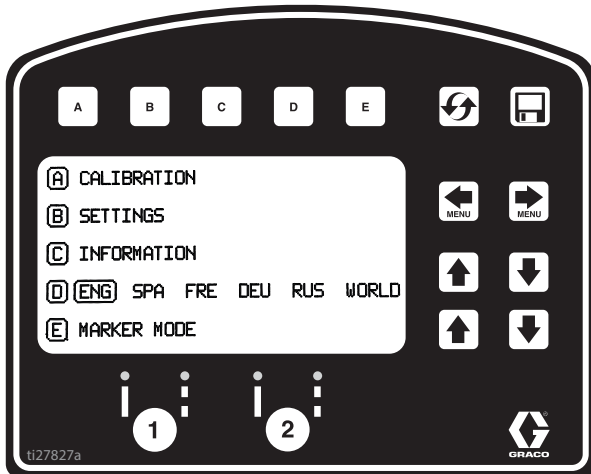 A B C D E
MENU MENU
A CALIBRATION
B SETTINGS
C INFORMATION
D ENG SPA FRE DEU RUS WORLD
E MARKER MODE
1 2
ti27827a
GRACO
®